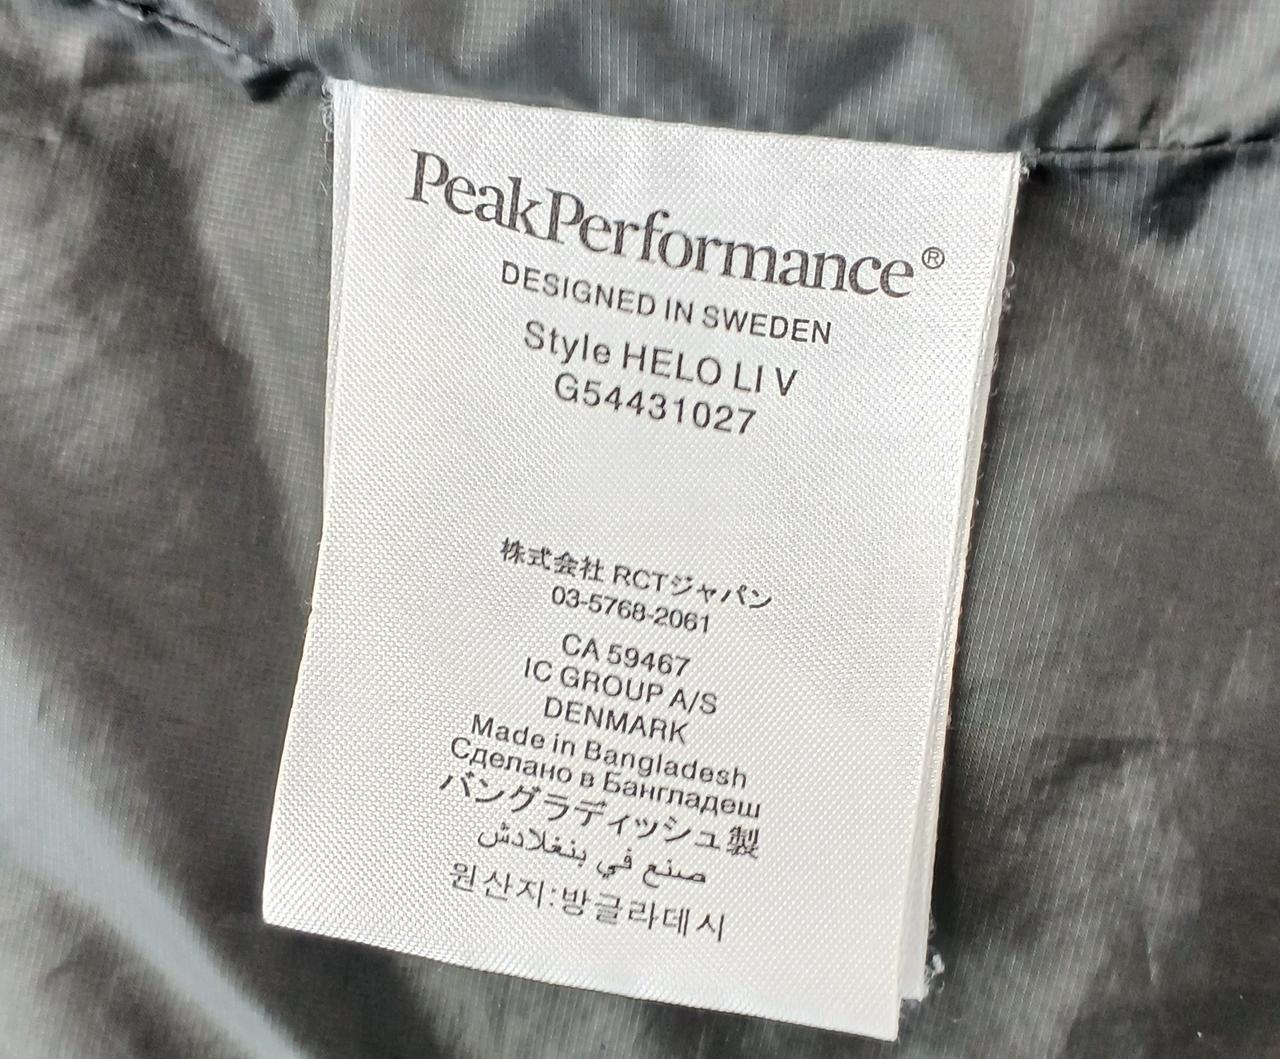 PeakPerformance®
DESIGNED IN SWEDEN
Style HELO LI V
G54431027
株式会社 RCTジャパン
03-5768-2061
CA 59467
IC GROUP A/S
DENMARK
Made in Bangladesh
Сделано в Бангладеш
バングラディッシュ製
صنع في بنغلادش
원산지:방글라데시